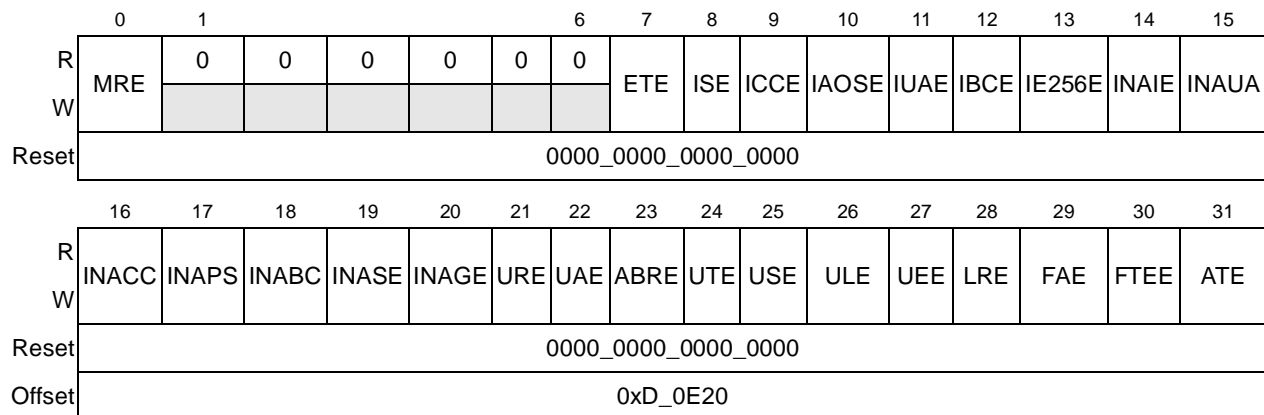 0 1 6 7 8 9 10 11 12 13 14 15
R MRE 0 0 0 0 0 0 ETE ISE ICCE IAOSE IUAE IBCE IE256E INAIE INAUA
W
Reset 0000_0000_0000_0000
16 17 18 19 20 21 22 23 24 25 26 27 28 29 30 31
R INACC INAPS INABC INASE INAGE URE UAE ABRE UTE USE ULE UEE LRE FAE FTEE ATE
W
Reset 0000_0000_0000_0000
Offset 0xD_0E20